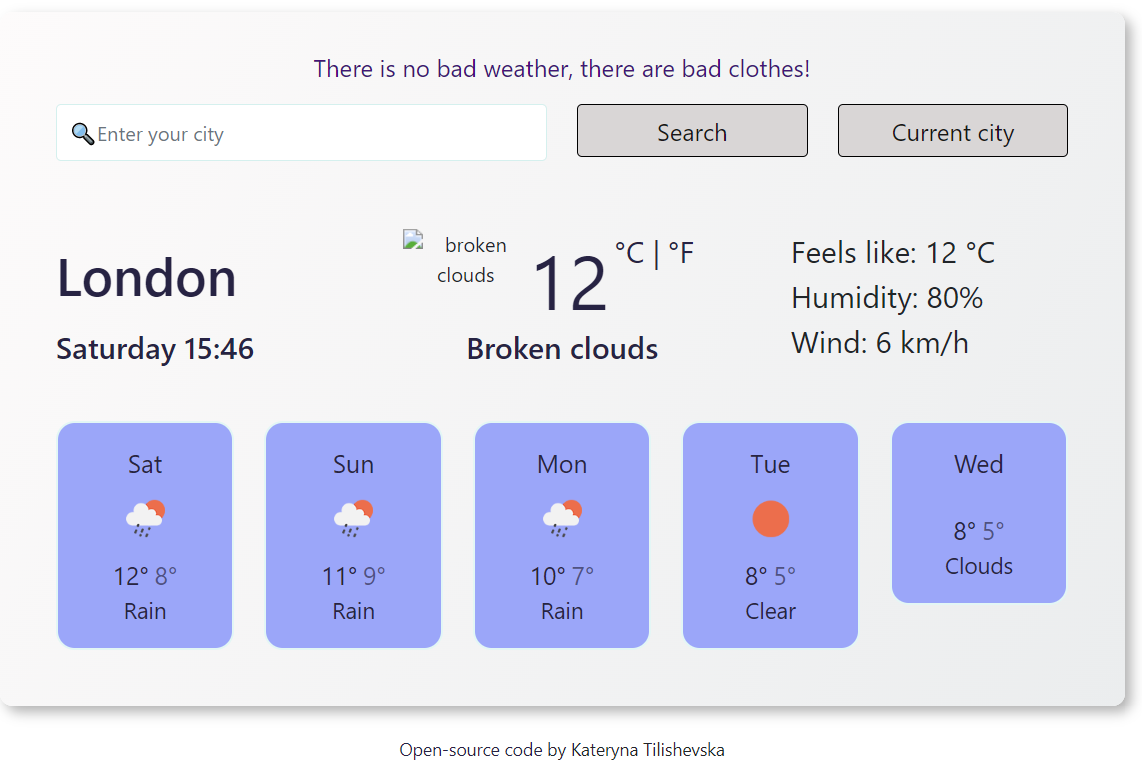 There is no bad weather, there are bad clothes!
Enter your city
Search
Current city
London
Saturday 15:46
broken
clouds
12 °C | °F
Broken clouds
Feels like: 12 °C
Humidity: 80%
Wind: 6 km/h
Sat
12° 8°
Rain
Sun
11° 9°
Rain
Mon
10° 7°
Rain
Tue
8° 5°
Clear
Wed
8° 5°
Clouds
Open-source code by Kateryna Tilishevska